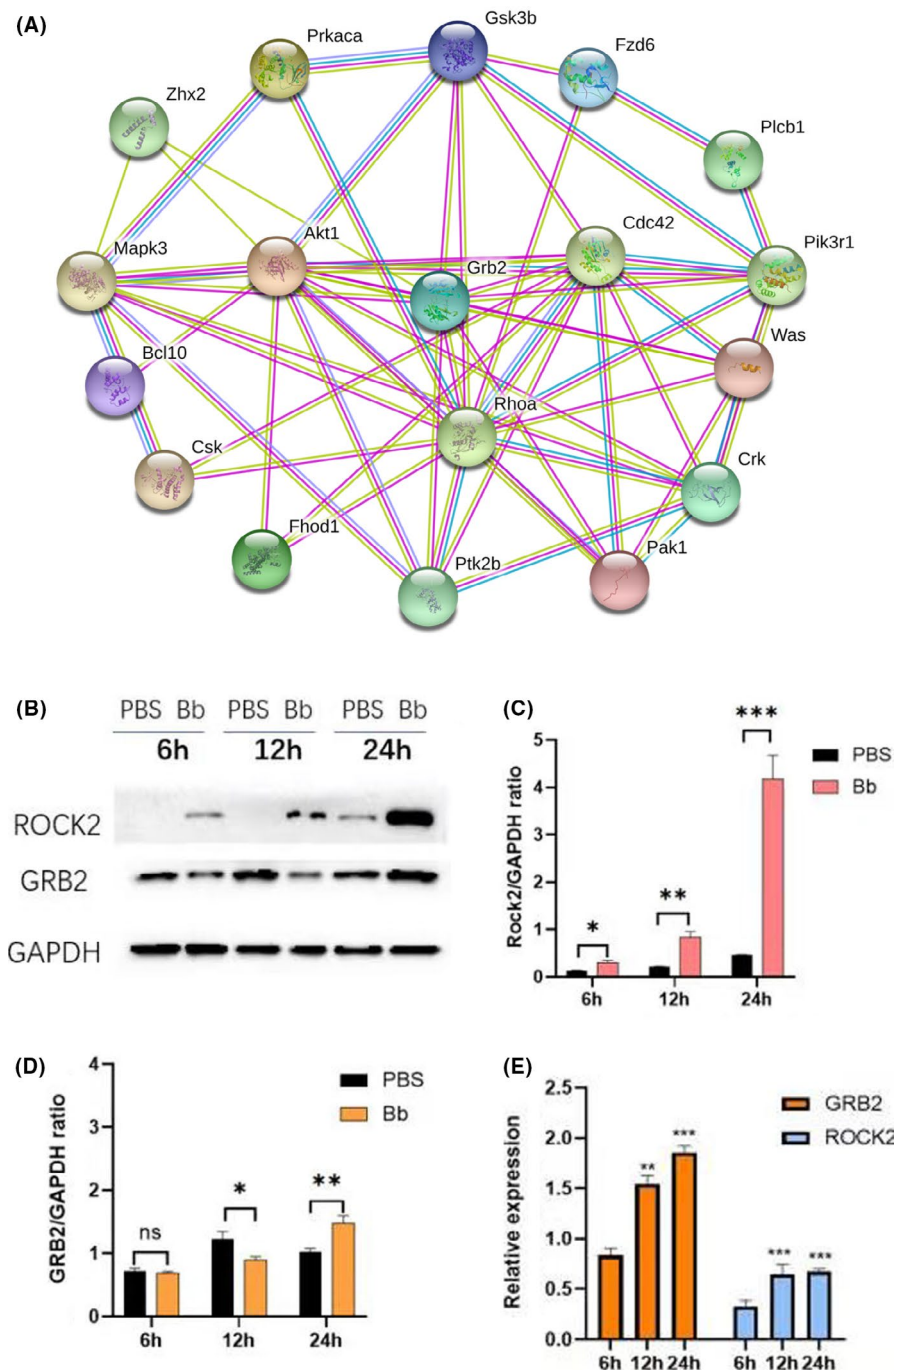 (A)
Gsk3b
Prkaca
Fzd6
Zhx2
Plcb1
Mapk3
Akt1
Cdc42
Pik3r1
Grb2
Was
Bcl10
Rhoa
Csk
Crk
Fhod1
Ptk2b
Pak1
(B)
PBS Bb PBS Bb PBS Bb
6h 12h 24h
ROCK2
GRB2
GAPDH
(C)
Rock2/GAPDH ratio
5
4
3
2
1
0
*
**
***
6h 12h 24h
PBS
Bb
(D)
GRB2/GAPDH ratio
4
3
2
1
0
ns
*
**
6h 12h 24h
PBS
Bb
(E)
Relative expression
2.5
2.0
1.5
1.0
0.5
0.0
** *** *** ***
6h 12h 24h 6h 12h 24h
GRB2
ROCK2